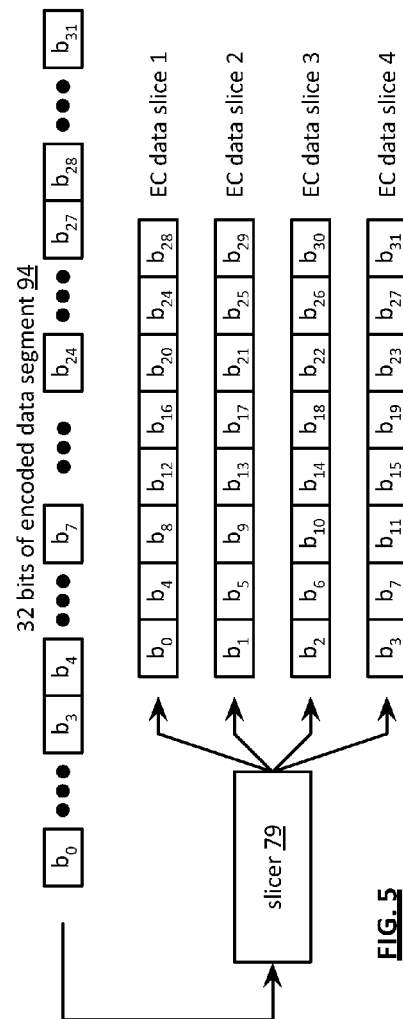 32 bits of encoded data segment 94
b0 ••• b3 b4 ••• b7 ••• b24 ••• b27 b28 ••• b31
slicer 79
b0 b4 b8 b12 b16 b20 b24 b28 EC data slice 1
b1 b5 b9 b13 b17 b21 b25 b29 EC data slice 2
b2 b6 b10 b14 b18 b22 b26 b30 EC data slice 3
b3 b7 b11 b15 b19 b23 b27 b31 EC data slice 4
FIG. 5